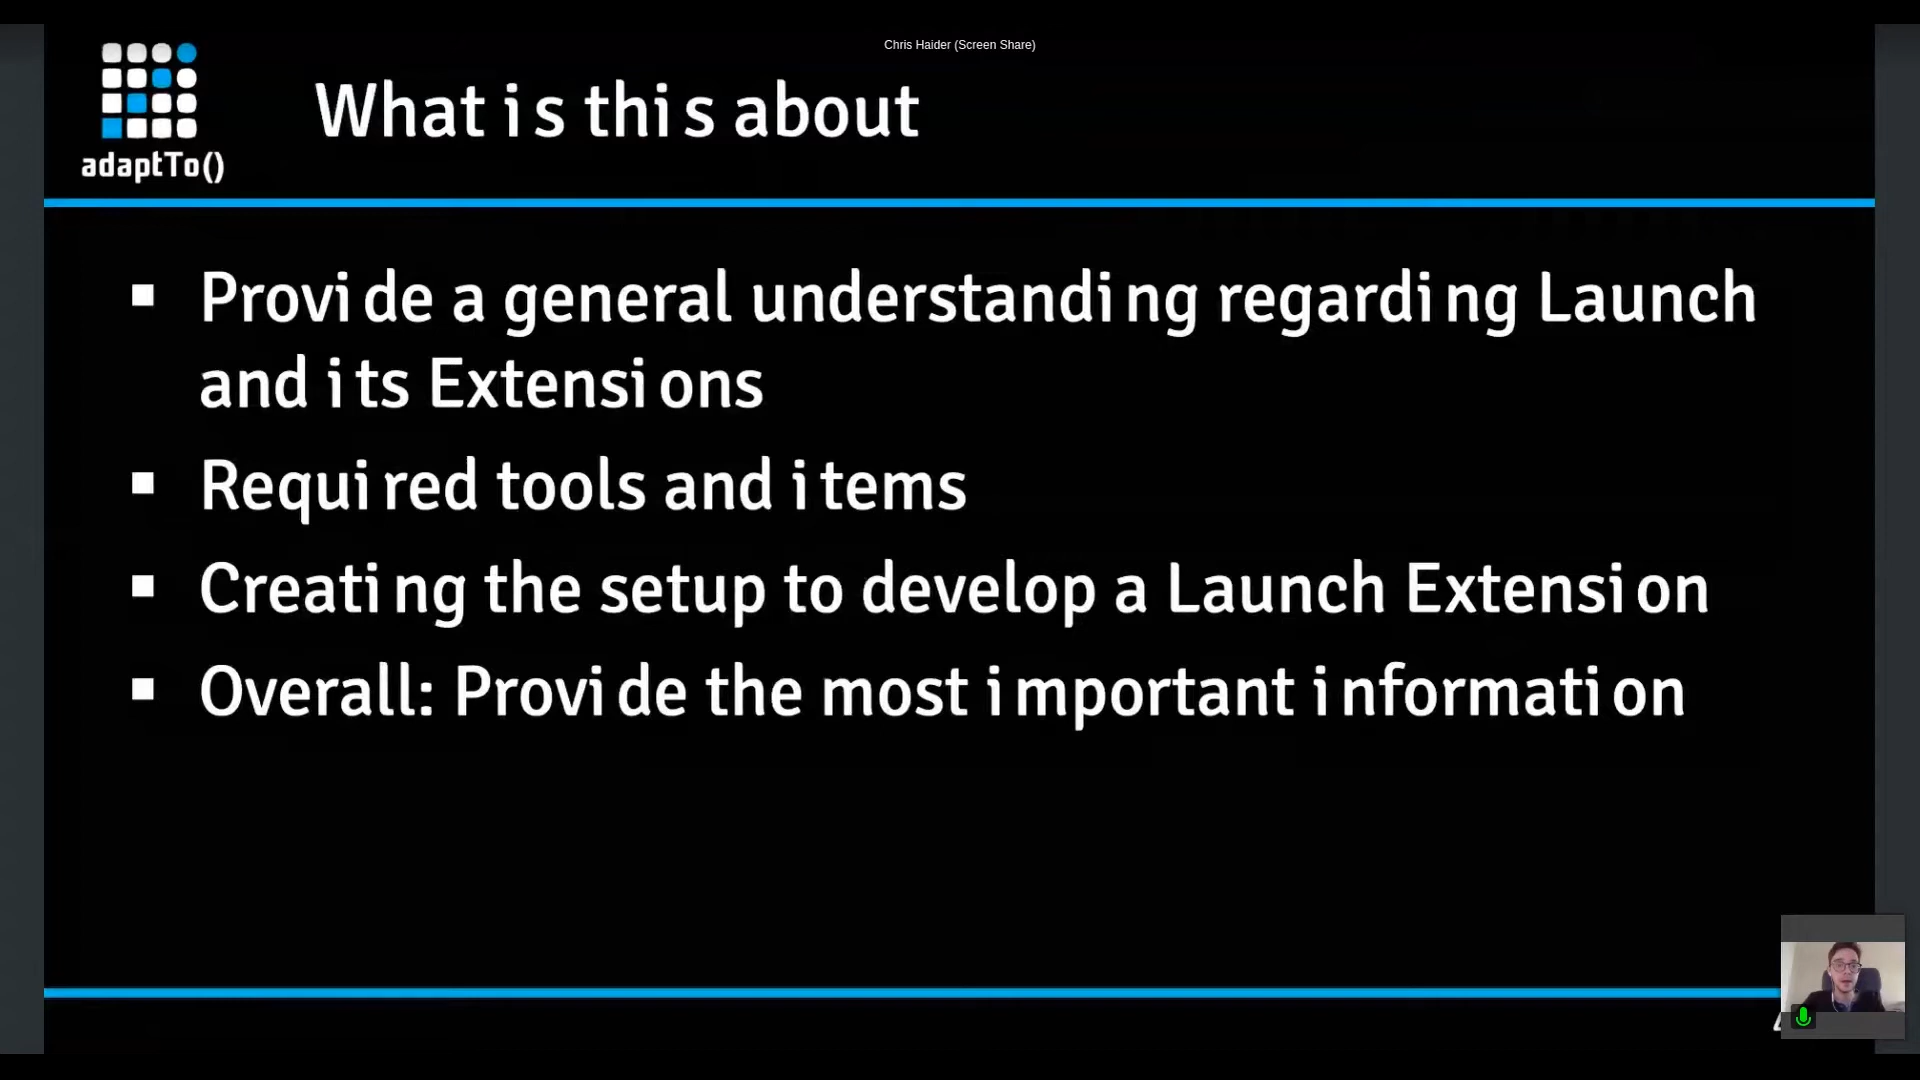 Chris Haider (Screen Share)
What is this about
adaptTo()
▪ Provide a general understanding regarding Launch
and its Extensions
▪ Required tools and items
▪ Creating the setup to develop a Launch Extension
▪ Overall: Provide the most important information